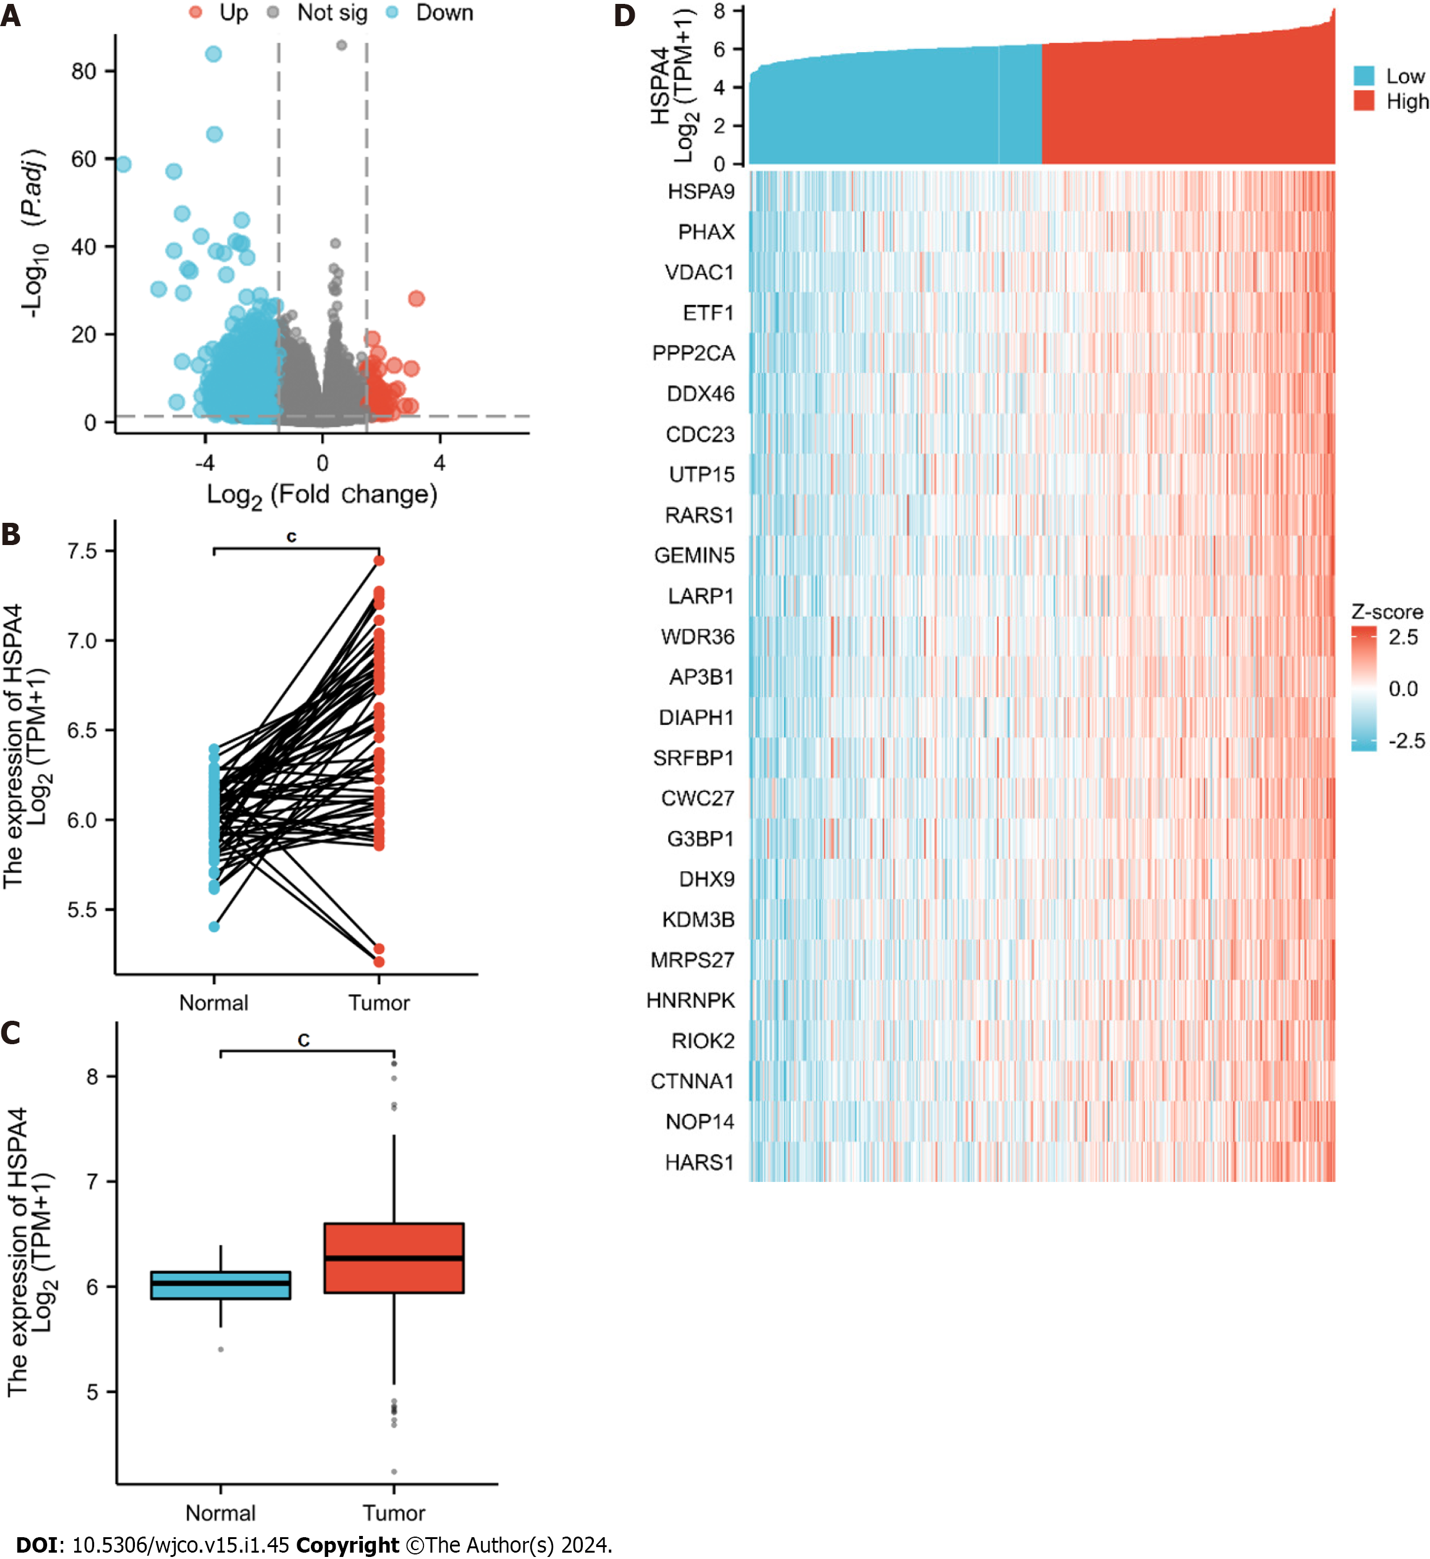 A
Up Not sig Down
-Log10 (P.adj)
80
60
40
20
0
-4 0 4
Log2 (Fold change)
B
c
The expression of HSPA4
Log2 (TPM+1)
7.5
7.0
6.5
6.0
5.5
Normal Tumor
C
c
The expression of HSPA4
Log2 (TPM+1)
8
7
6
5
Normal Tumor
D
HSPA4
Log2 (TPM+1)
8
6
4
2
0
Low
High
HSPA9
PHAX
VDAC1
ETF1
PPP2CA
DDX46
CDC23
UTP15
RARS1
GEMIN5
LARP1
WDR36
AP3B1
DIAPH1
SRFBP1
CWC27
G3BP1
DHX9
KDM3B
MRPS27
HNRNPK
RIOK2
CTNNA1
NOP14
HARS1
Z-score
2.5
0.0
-2.5
DOI: 10.5306/wjco.v15.i1.45 Copyright ©The Author(s) 2024.